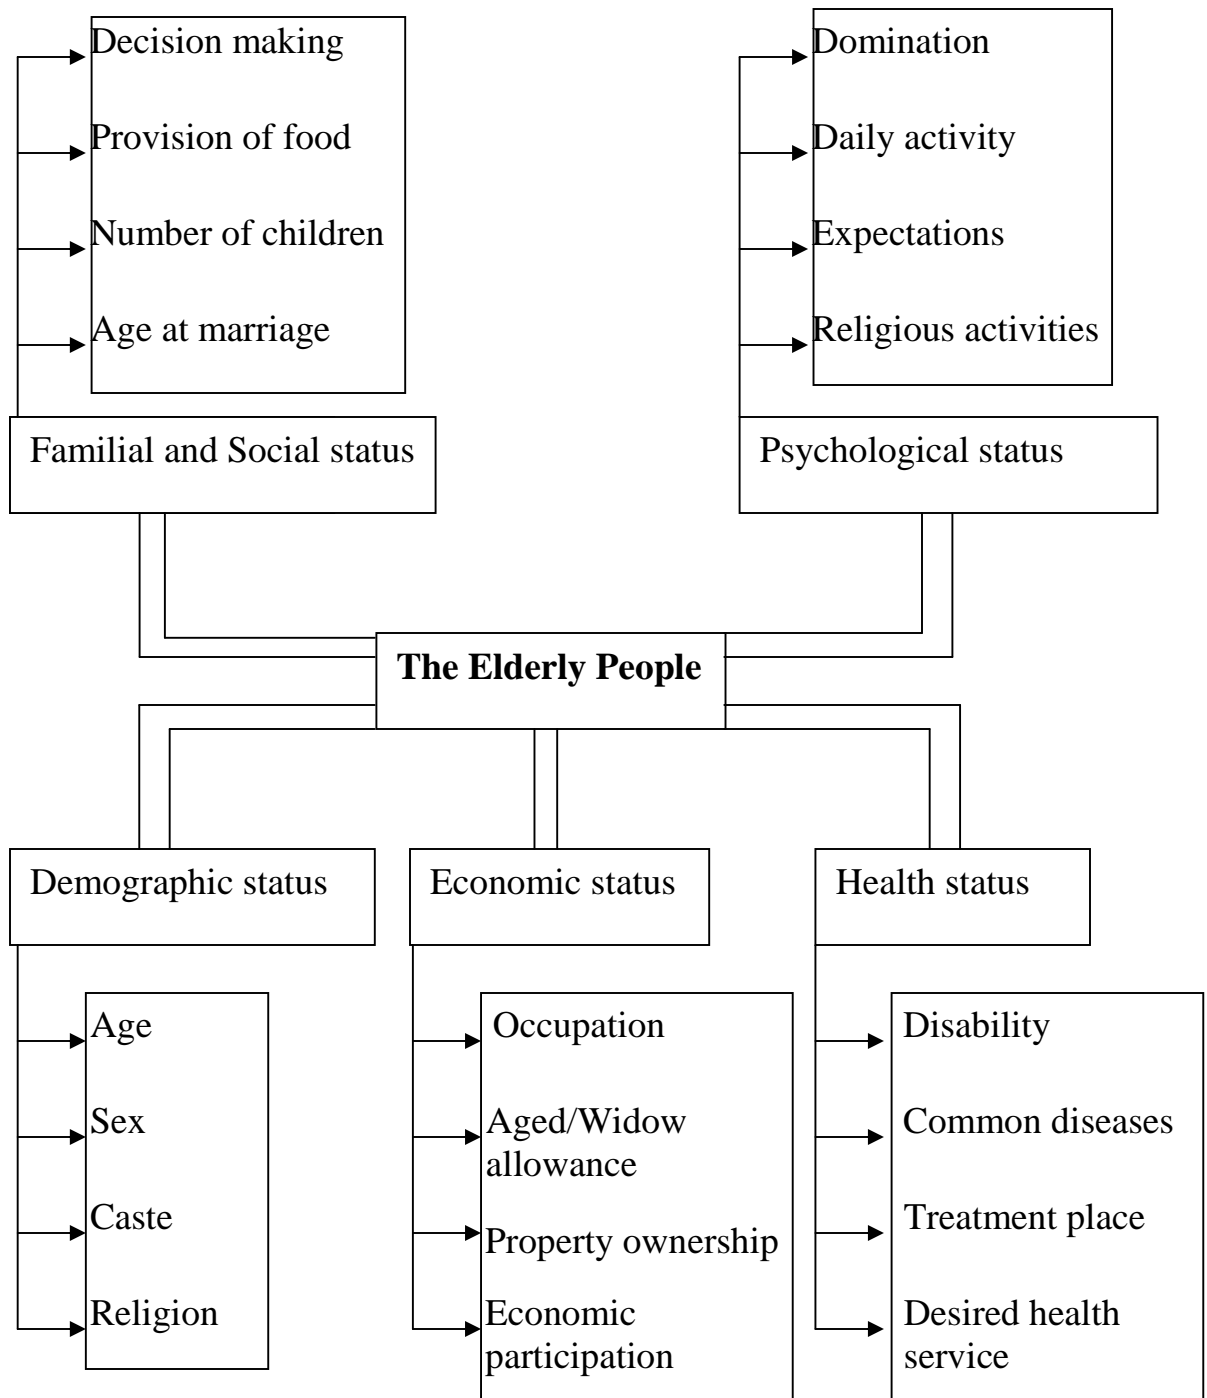 Decision making
Provision of food
Number of children
Age at marriage
Familial and Social status
Domination
Daily activity
Expectations
Religious activities
Psychological status
The Elderly People
Demographic status
Age
Sex
Caste
Religion
Economic status
Occupation
Aged/Widow
allowance
Property ownership
Economic
participation
Health status
Disability
Common diseases
Treatment place
Desired health
service